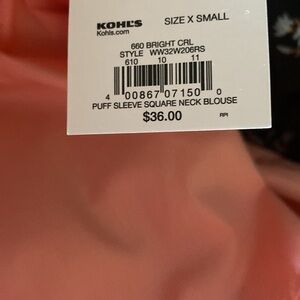 KOHL'S SIZE X SMALL
Kohls.com
660 BRIGHT CRL
STYLE WW32W206RS
610 10 11
4 00867 07150 0
PUFF SLEEVE SQUARE NECK BLOUSE
$36.00 RPI